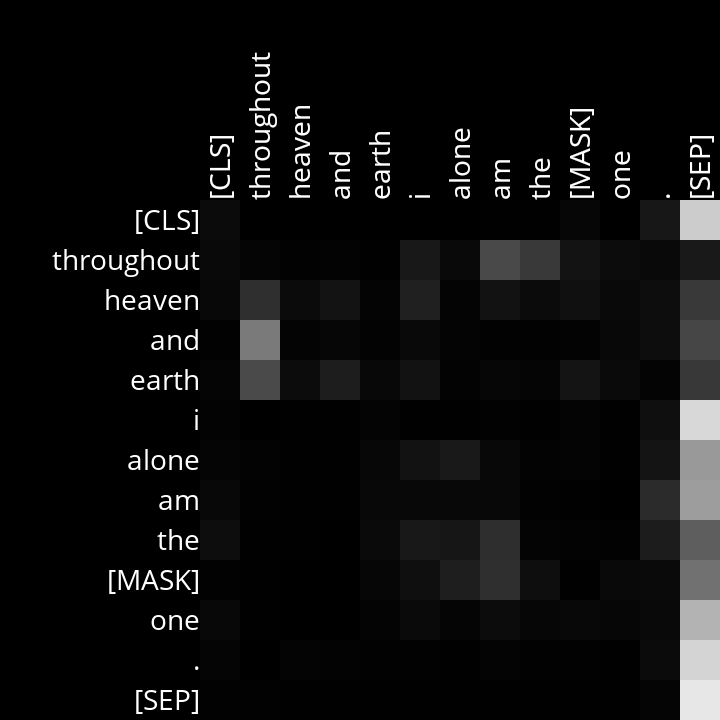 [CLS]
throughout
heaven
and
earth
i
alone
am
the
[MASK]
one
.
[SEP]
[CLS]
throughout
heaven
and
earth
i
alone
am
the
[MASK]
one
.
[SEP]